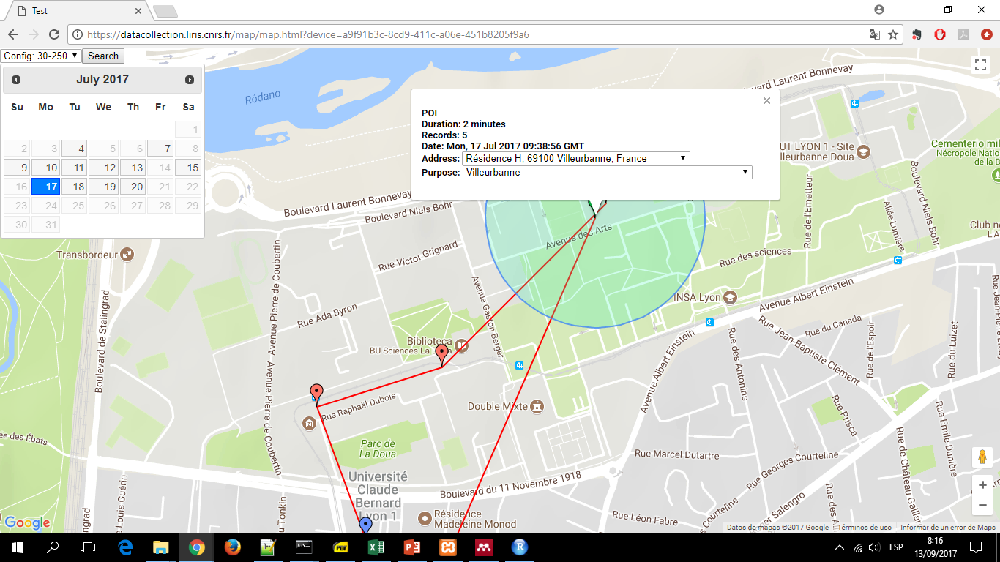 Test
https://datacollection.liris.cnrs.fr/map/map.html?device=a9f91b3c-8cd9-411c-a06e-451b8205f9a6
Config: 30-250 Search
July 2017
Su Mo Tu We Th Fr Sa
1
2 3 4 5 6 7 8
9 10 11 12 13 14 15
16 17 18 19 20 21 22
23 24 25 26 27 28 29
30 31
POI
Duration: 2 minutes
Records: 5
Date: Mon, 17 Jul 2017 09:38:56 GMT
Address: Résidence H, 69100 Villeurbanne, France
Purpose: Villeurbanne
Ródano
Boulevard Laurent Bonnevay
UT LYON 1 - Site
lleurbanne Doua
Cementerio mili
Nécropole Nation
de la D
Boulevard Laurent Bonnevay
Boulevard Niels Bohr
Rue de l'Emetteur
Allée Lumière
Boulevard Niels Bohr
Club ne
L'A
Transbordeur
Rue Victor Grignard
Avenue des Arts
Rue des sciences
Avenue Pierre de Coubertin
Avenue Gaston Berger
INSA Lyon
Avenue Albert Einstein
Boulevard de Stalingrad
Rue Ada Byron
Rue du Canada
Rue Jean-Baptiste Clément
Rue de l'Espoir
Rue du Luizet
Biblioteca
BU Sciences La Doua
Avenue Albert Einstein
Rue des Antonins
Avenue Pierre de Coubertin
Rue Raphaël Dubois
Double Mixte
Rue Prisca
Rue Emile Dunière
ée des Ébats
Parc de
La Doua
Rue Marcel Dutartre
Rue Georges Courteline
Rue de Château Gaillard
Université
Claude
Bernard
Lyon 1
Boulevard du 11 Novembre 1918
Louis Guérin
u Tonkin
Courteline
er Salengro
Rue des A
Résidence
Madeleine Monod
Rue Léon Fabre
Google
Datos de mapas ©2017 Google Términos de uso Informar de un error de Maps
ESP
8:16
13/09/2017